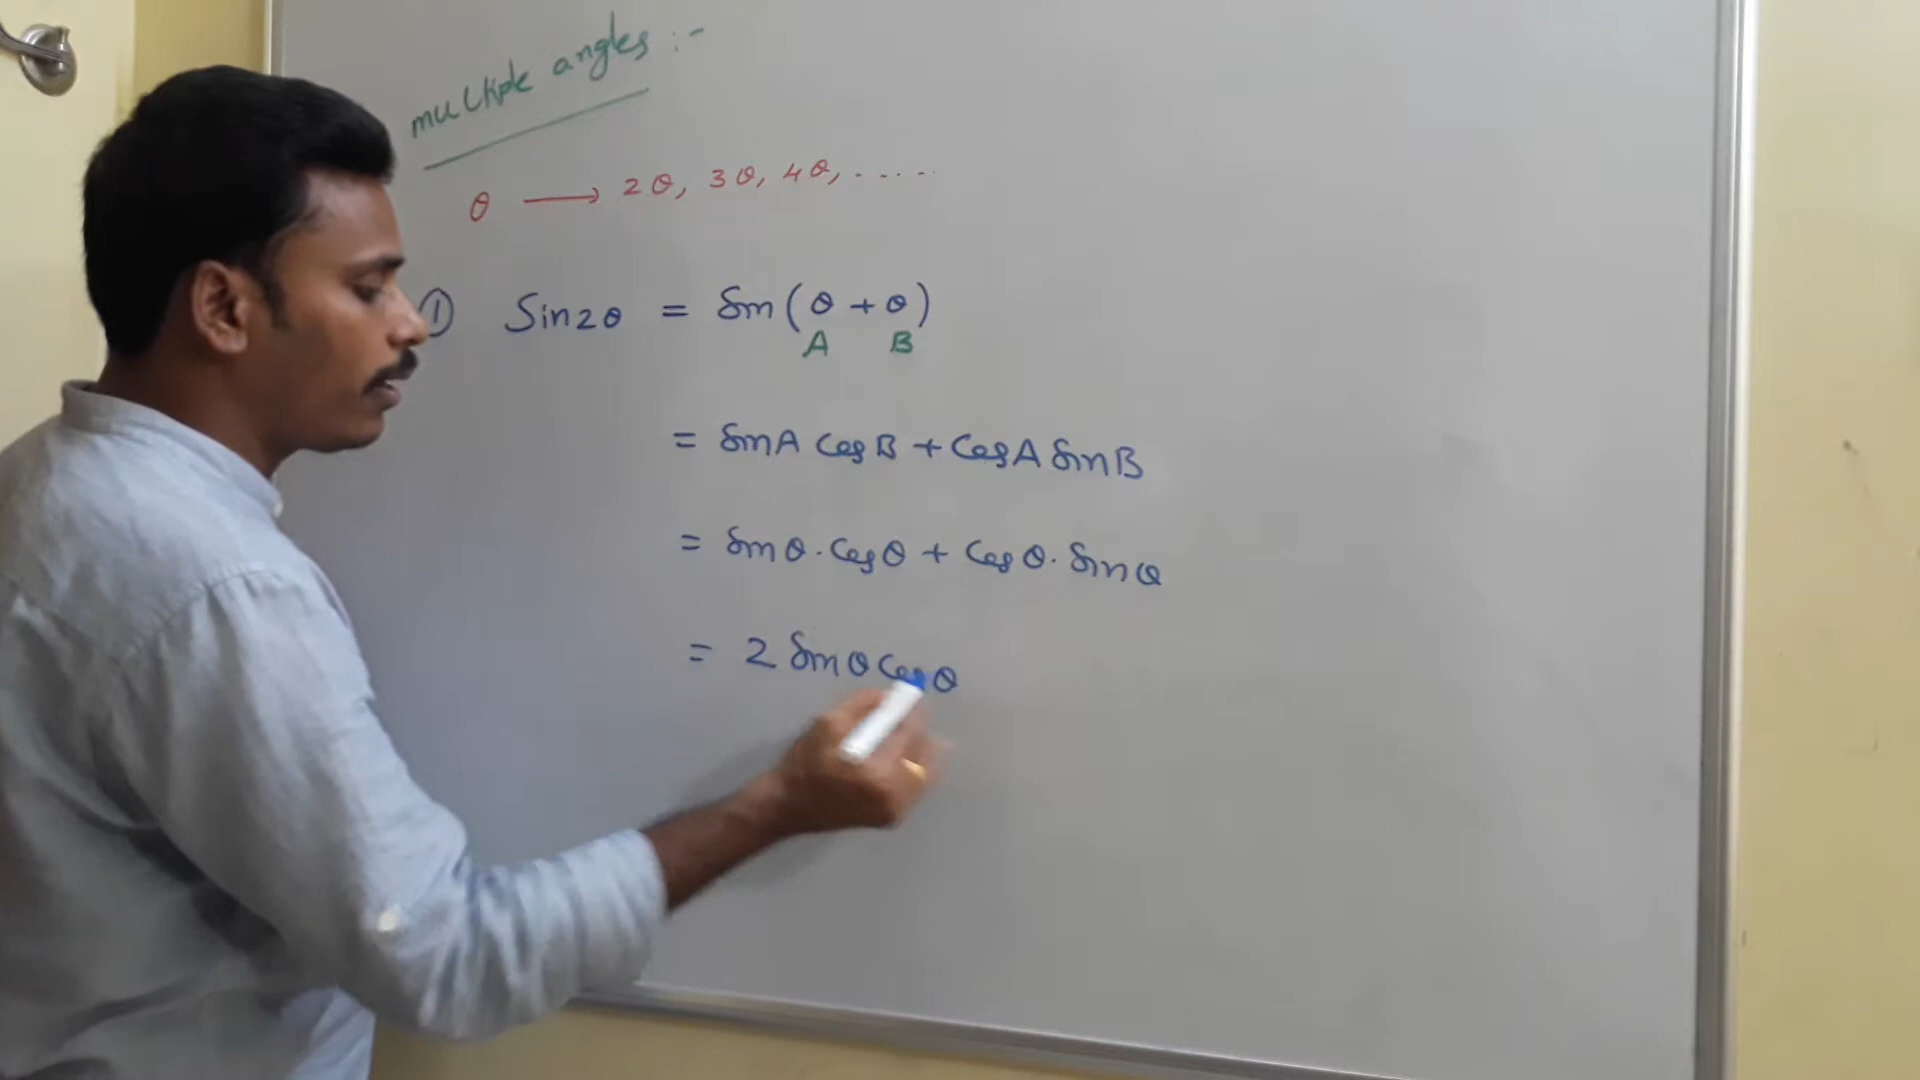 multiple angles :-
θ → 2θ, 3θ, 4θ, .....
① Sin2θ = Sin(θ + θ)
A B
= SinA CosB + CosA SinB
= Sinθ.Cosθ + Cosθ.Sinθ
= 2 Sinθ Cosθ